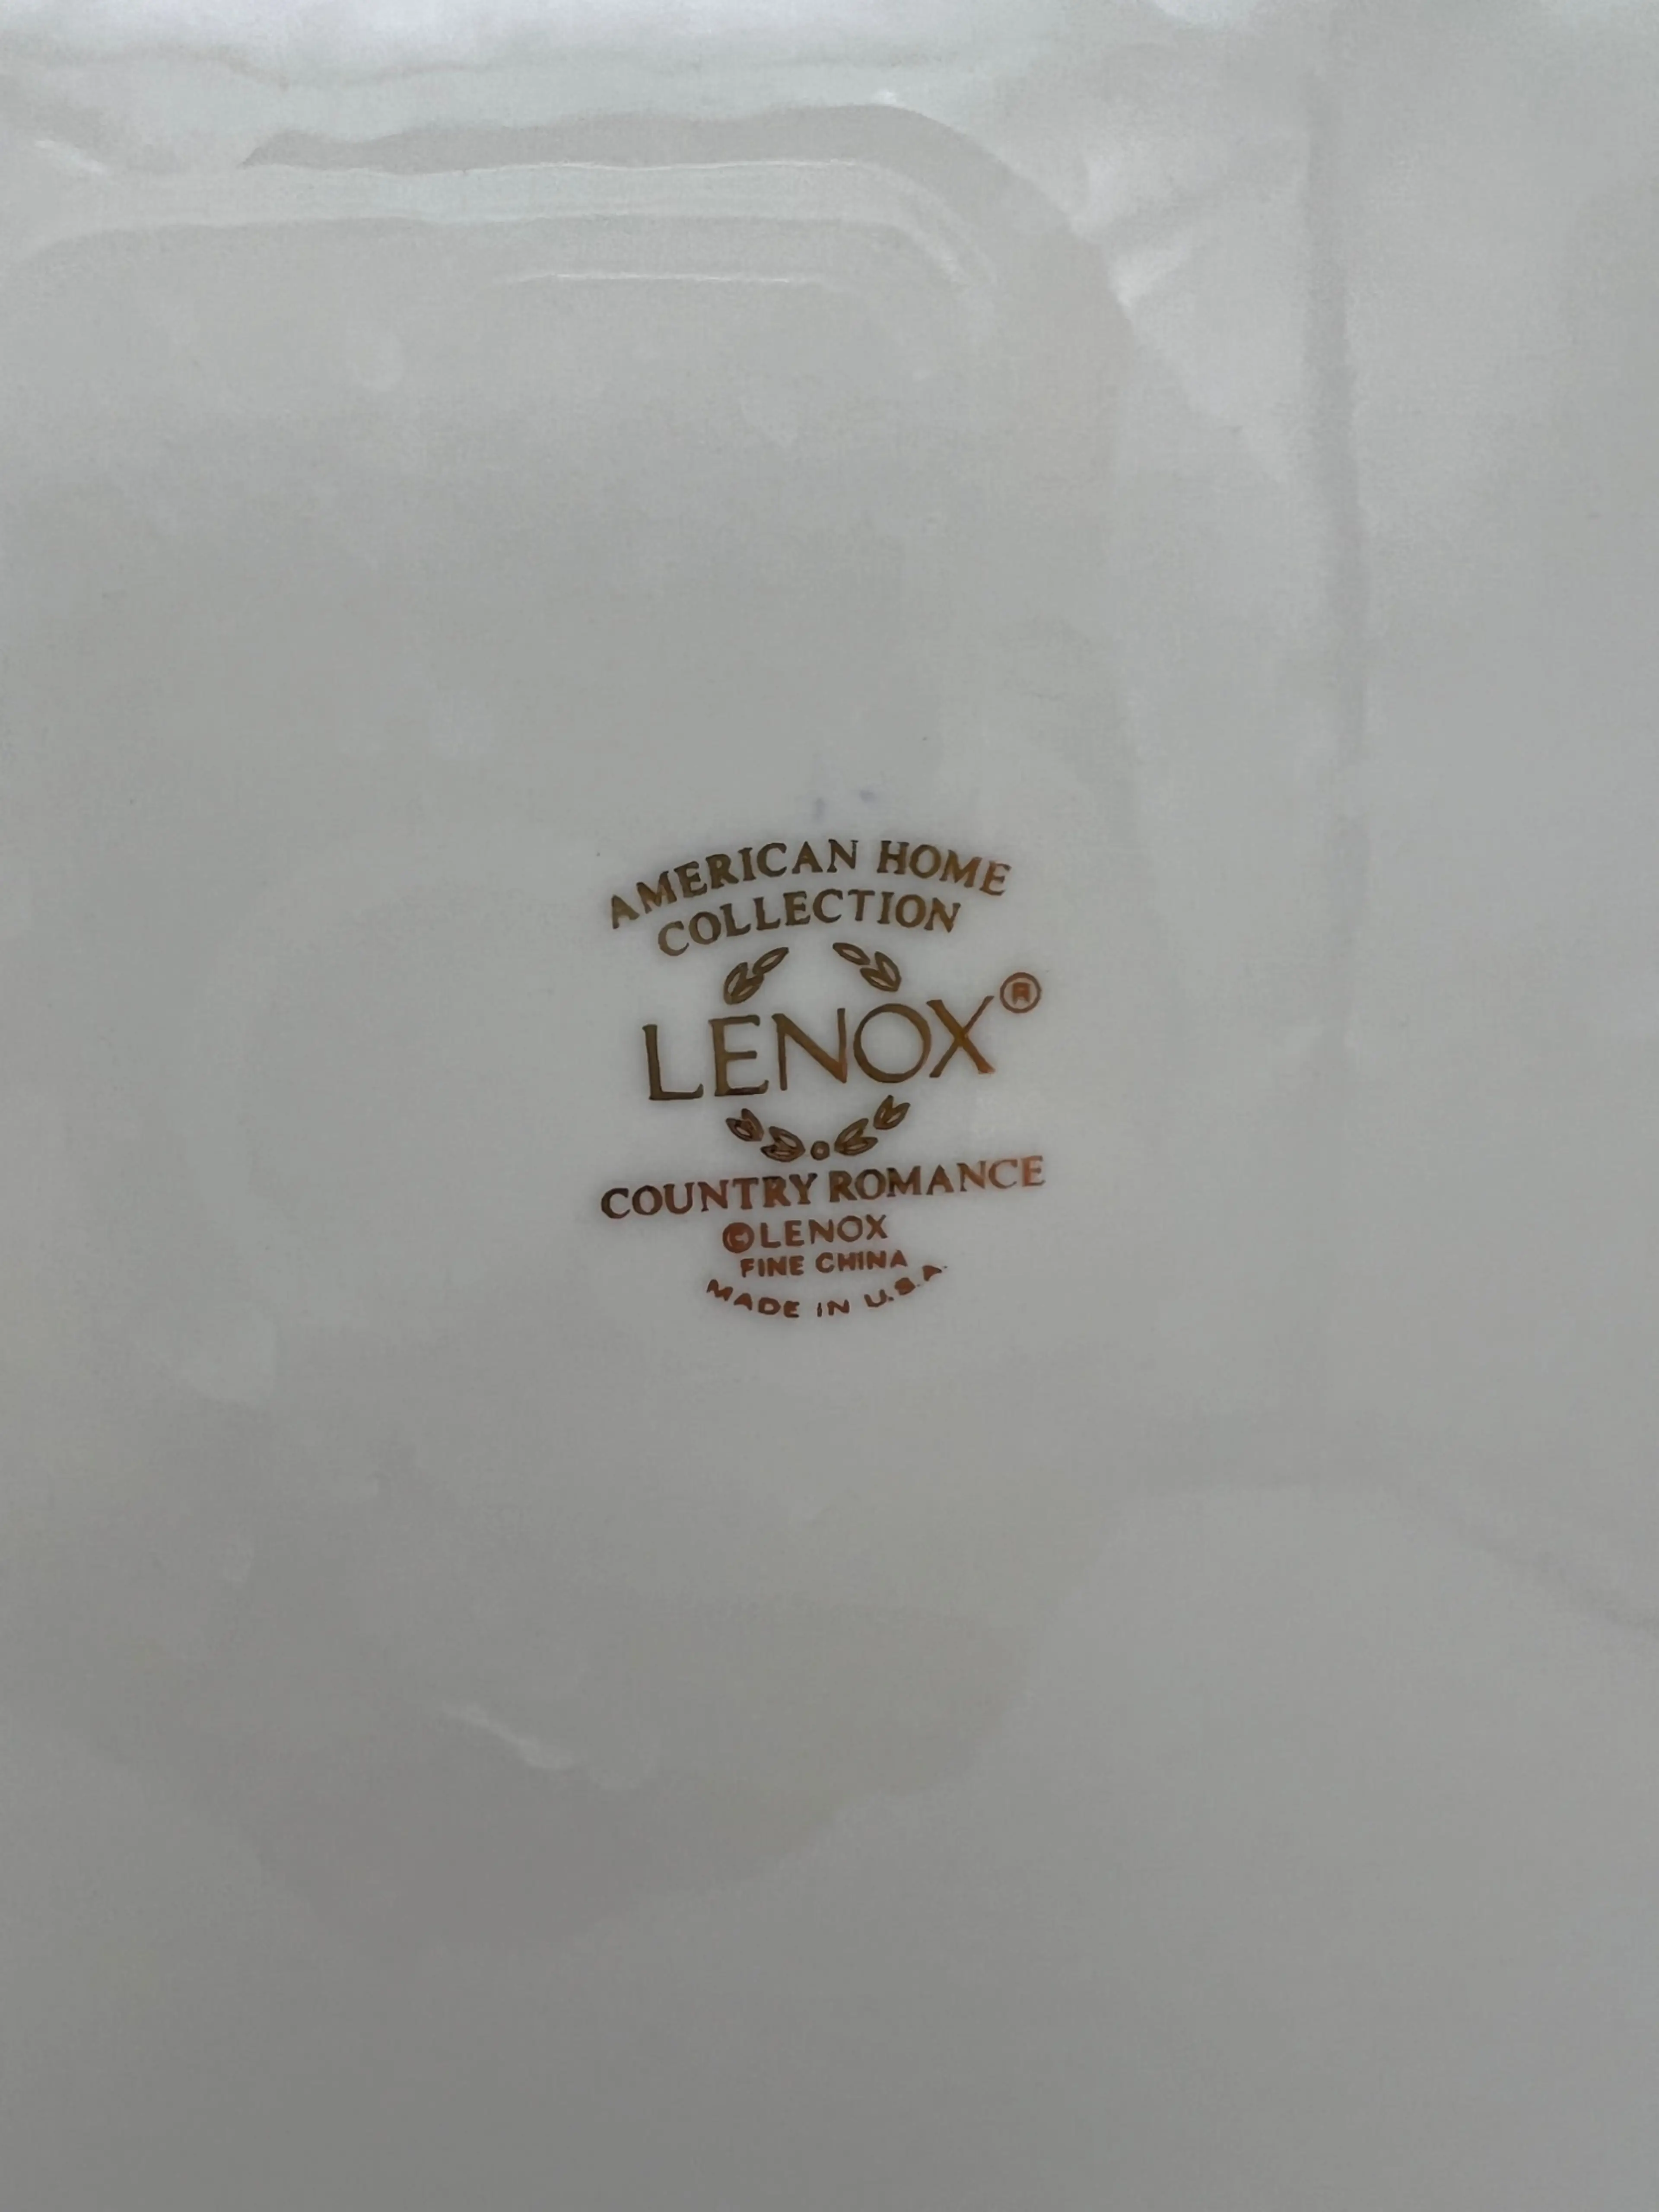 AMERICAN HOME
COLLECTION
LENOX®
COUNTRY ROMANCE
©LENOX
FINE CHINA
MADE IN U.S.A.